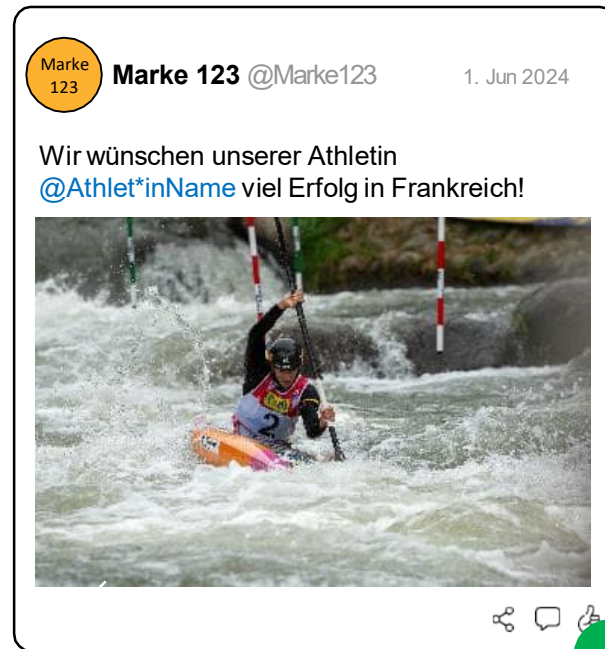 Marke
123
Marke 123 @Marke123 1. Jun 2024
Wir wünschen unserer Athletin
@Athlet*inName viel Erfolg in Frankreich!
2